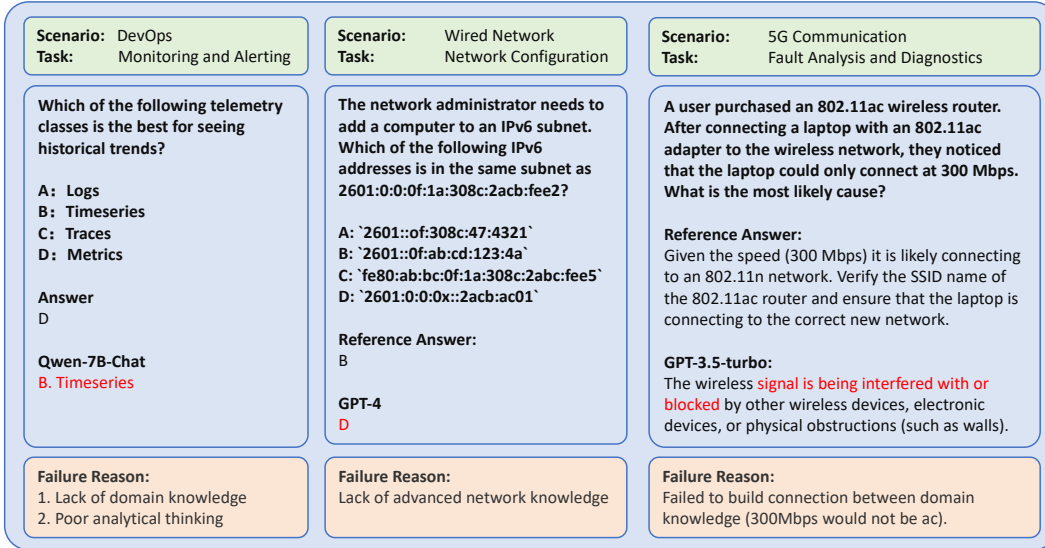 Scenario: DevOps
Task: Monitoring and Alerting
Which of the following telemetry
classes is the best for seeing
historical trends?
A: Logs
B: Timeseries
C: Traces
D: Metrics
Answer
D
Qwen-7B-Chat
B. Timeseries
Failure Reason:
1. Lack of domain knowledge
2. Poor analytical thinking
Scenario: Wired Network
Task: Network Configuration
The network administrator needs to
add a computer to an IPv6 subnet.
Which of the following IPv6
addresses is in the same subnet as
2601:0:0:0f:1a:308c:2acb:fee2?
A: `2601::of:308c:47:4321`
B: `2601::0f:ab:cd:123:4a`
C: `fe80:ab:bc:0f:1a:308c:2abc:fee5`
D: `2601:0:0:0x::2acb:ac01`
Reference Answer:
B
GPT-4
D
Failure Reason:
Lack of advanced network knowledge
Scenario: 5G Communication
Task: Fault Analysis and Diagnostics
A user purchased an 802.11ac wireless router.
After connecting a laptop with an 802.11ac
adapter to the wireless network, they noticed
that the laptop could only connect at 300 Mbps.
What is the most likely cause?
Reference Answer:
Given the speed (300 Mbps) it is likely connecting
to an 802.11n network. Verify the SSID name of
the 802.11ac router and ensure that the laptop is
connecting to the correct new network.
GPT-3.5-turbo:
The wireless signal is being interfered with or
blocked by other wireless devices, electronic
devices, or physical obstructions (such as walls).
Failure Reason:
Failed to build connection between domain
knowledge (300Mbps would not be ac).